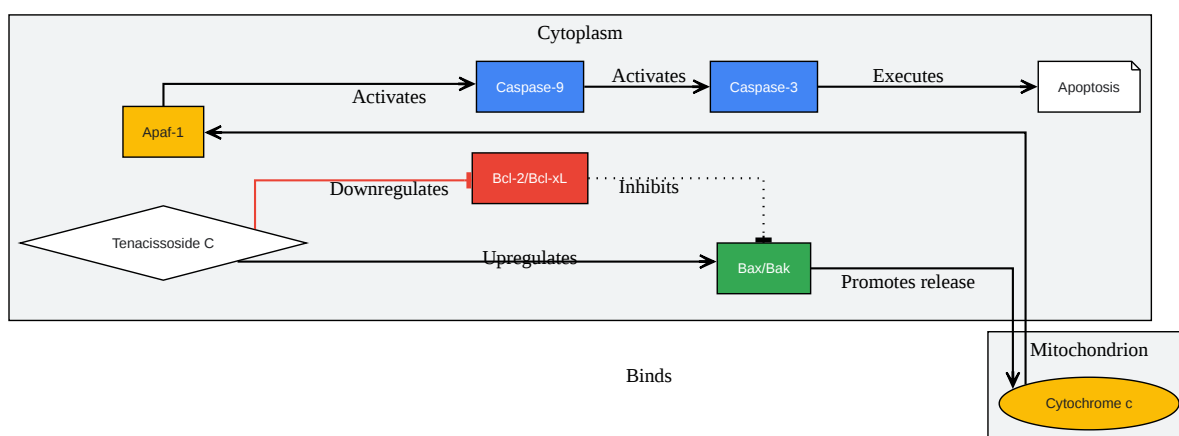 Cytoplasm
Activates
Caspase-9
Activates
Caspase-3
Executes
Apoptosis
Apaf-1
Downregulates
Bcl-2/Bcl-xL
Inhibits
Tenacissoside C
Upregulates
Bax/Bak
Promotes release
Mitochondrion
Binds
Cytochrome c